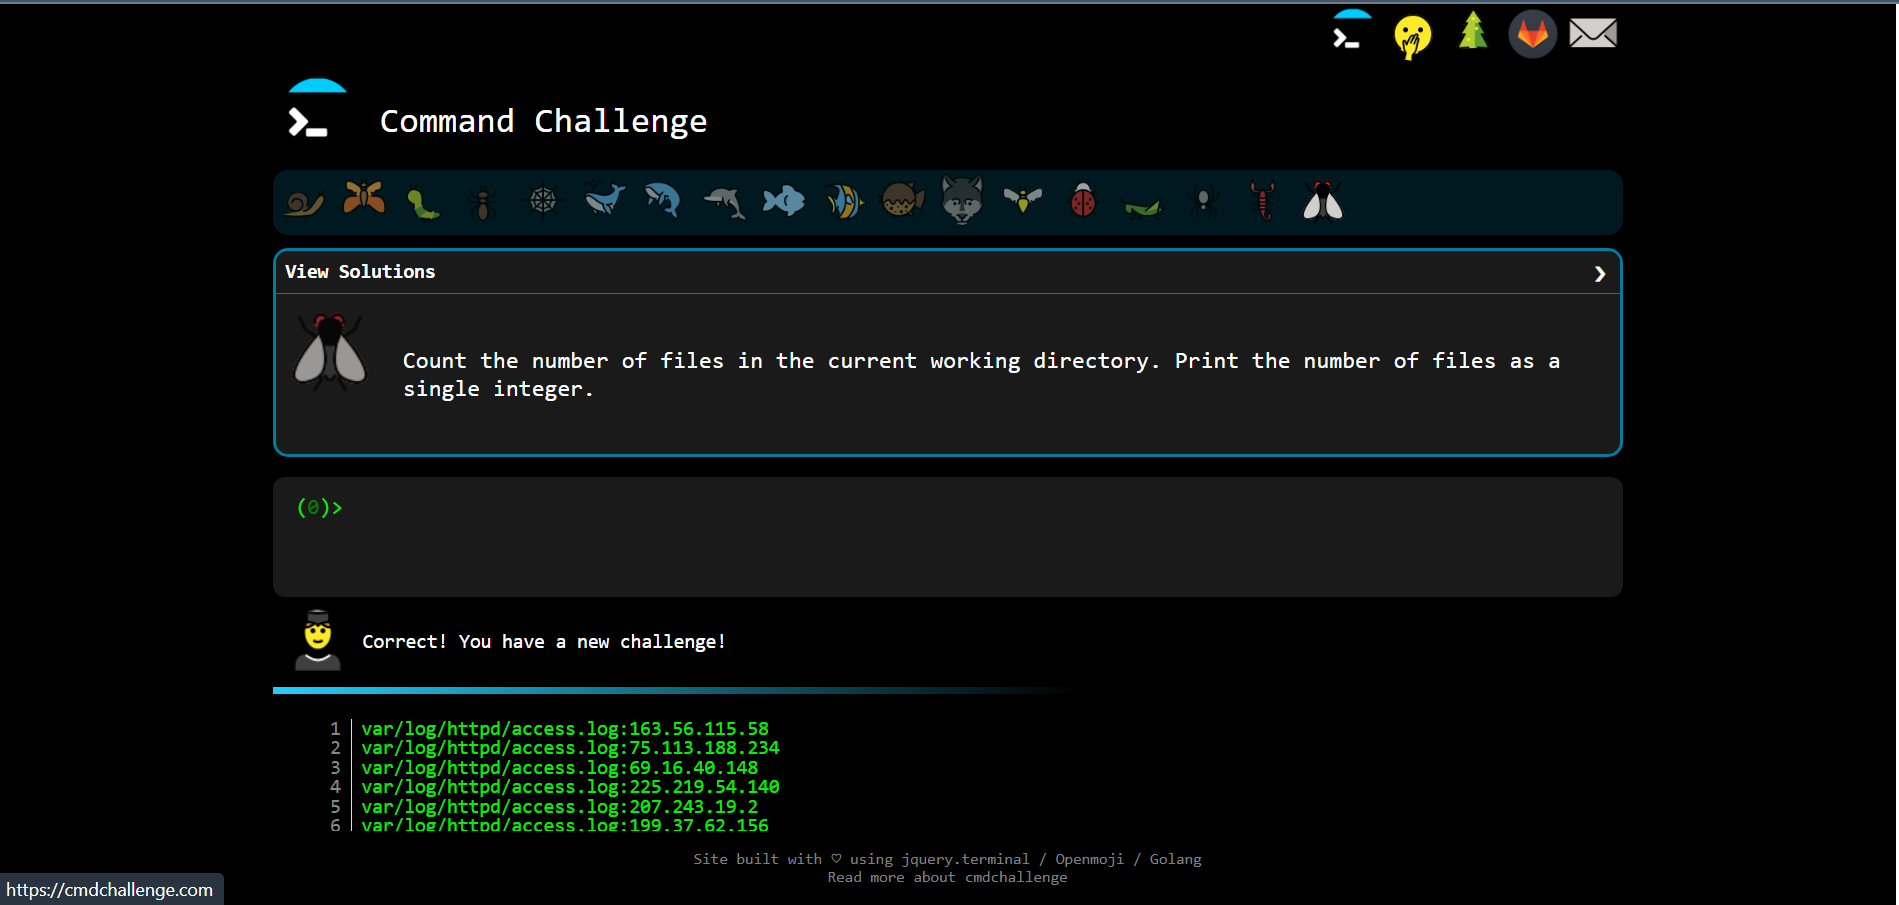 Command Challenge
View Solutions
Count the number of files in the current working directory. Print the number of files as a
single integer.
(0)>
Correct! You have a new challenge!
1 var/log/httpd/access.log:163.56.115.58
2 var/log/httpd/access.log:75.113.188.234
3 var/log/httpd/access.log:69.16.40.148
4 var/log/httpd/access.log:225.219.54.140
5 var/log/httpd/access.log:207.243.19.2
6 var/log/httpd/access.log:199.37.62.156
Site built with ♡ using jquery.terminal / Openmoji / Golang
Read more about cmdchallenge
https://cmdchallenge.com